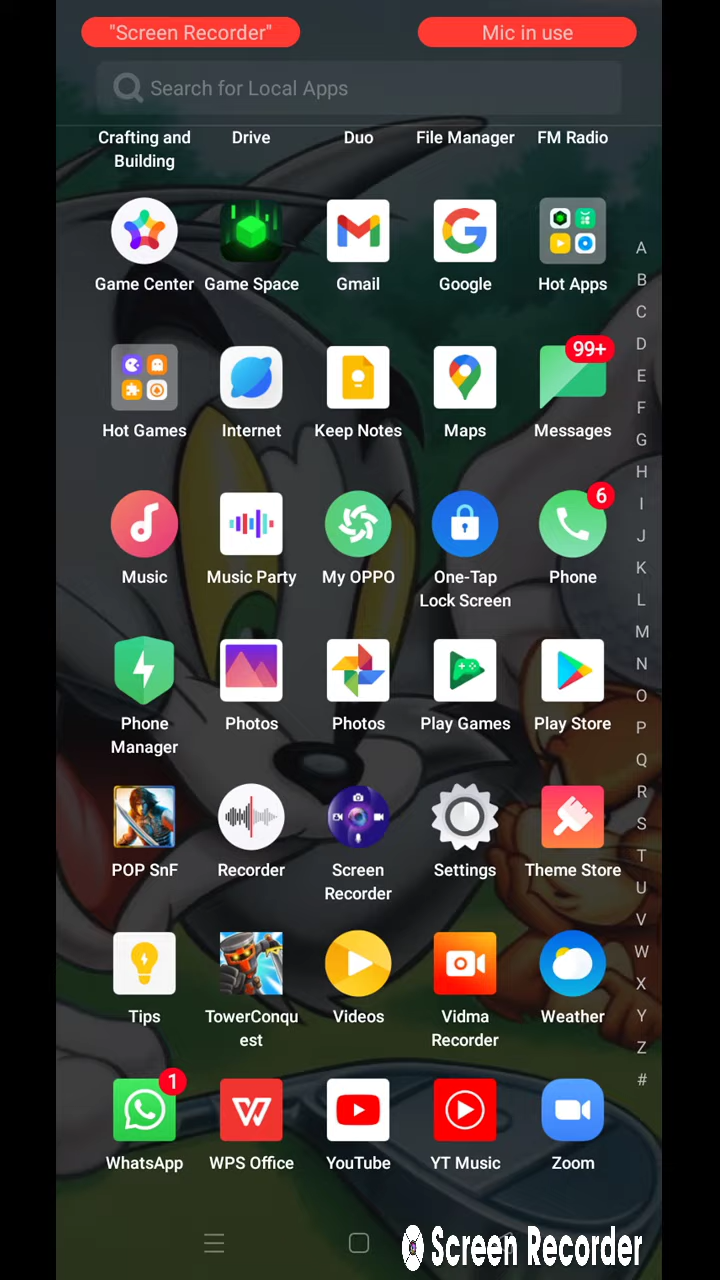 "Screen Recorder" Mic in use
Search for Local Apps
Crafting and Building Drive Duo File Manager FM Radio
Game Center Game Space Gmail Google Hot Apps
A
B
C
D
99+
E
Hot Games Internet Keep Notes Maps Messages
F
G
H
6
I
J
Music Music Party My OPPO One-Tap Lock Screen Phone
K
L
M
N
O
Phone Manager Photos Photos Play Games Play Store
P
Q
R
S
T
POP SnF Recorder Screen Recorder Settings Theme Store
U
V
W
X
Tips TowerConquest Videos Vidma Recorder Weather
Y
Z
#
1
WhatsApp WPS Office YouTube YT Music Zoom
Screen Recorder